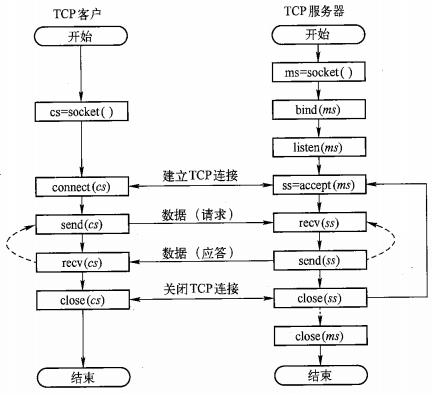 TCP客户
TCP服务器
开始
开始
ms=socket( )
cs=socket( )
bind(ms)
listen(ms)
connect(cs)
建立TCP连接
ss=accept(ms)
send(cs)
数据（请求）
recv(ss)
recv(cs)
数据（应答）
send(ss)
close(cs)
关闭TCP连接
close(ss)
close(ms)
结束
结束